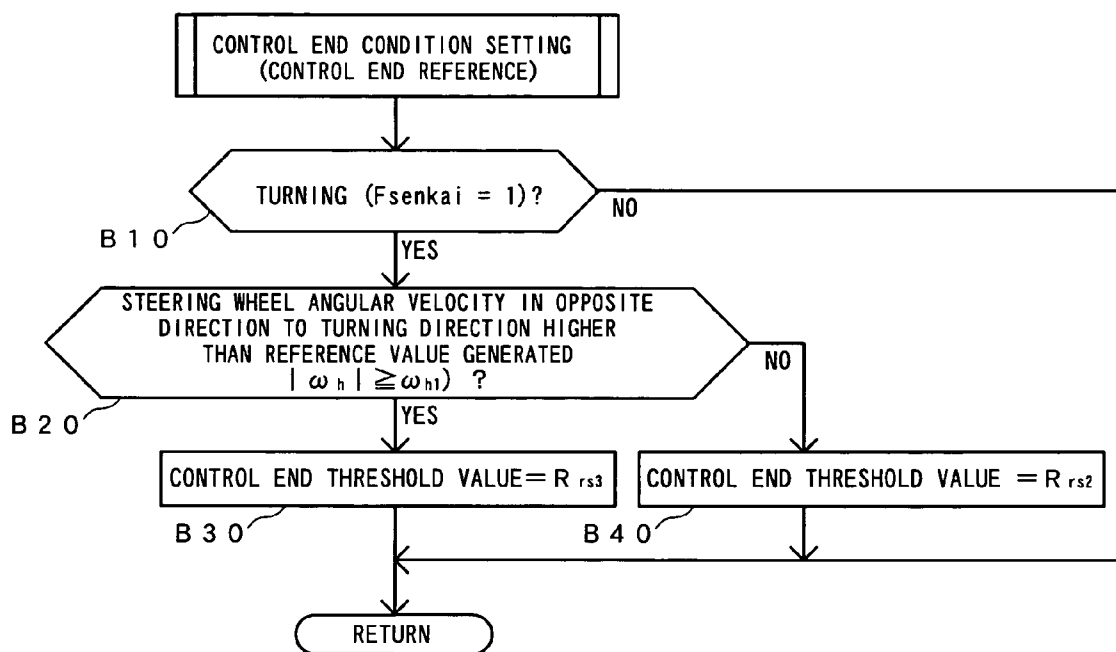 CONTROL END CONDITION SETTING
(CONTROL END REFERENCE)
TURNING (Fsenkai = 1)?
NO
B10
YES
STEERING WHEEL ANGULAR VELOCITY IN OPPOSITE
DIRECTION TO TURNING DIRECTION HIGHER
THAN REFERENCE VALUE GENERATED
| ωh | ≧ωh1) ?
NO
B20
YES
CONTROL END THRESHOLD VALUE=Rrs3
CONTROL END THRESHOLD VALUE =Rrs2
B30
B40
RETURN